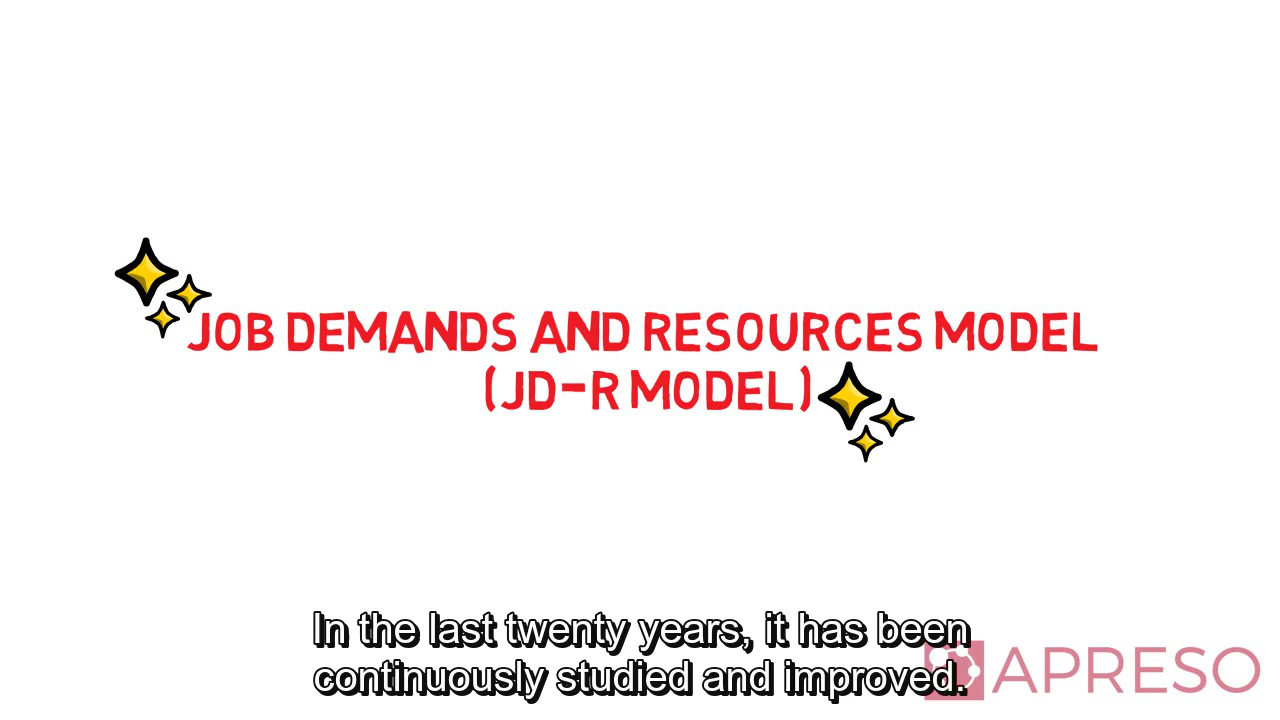 JOB DEMANDS AND RESOURCES MODEL
(JD-R MODEL)
In the last twenty years, it has been
continuously studied and improved.
APRESO